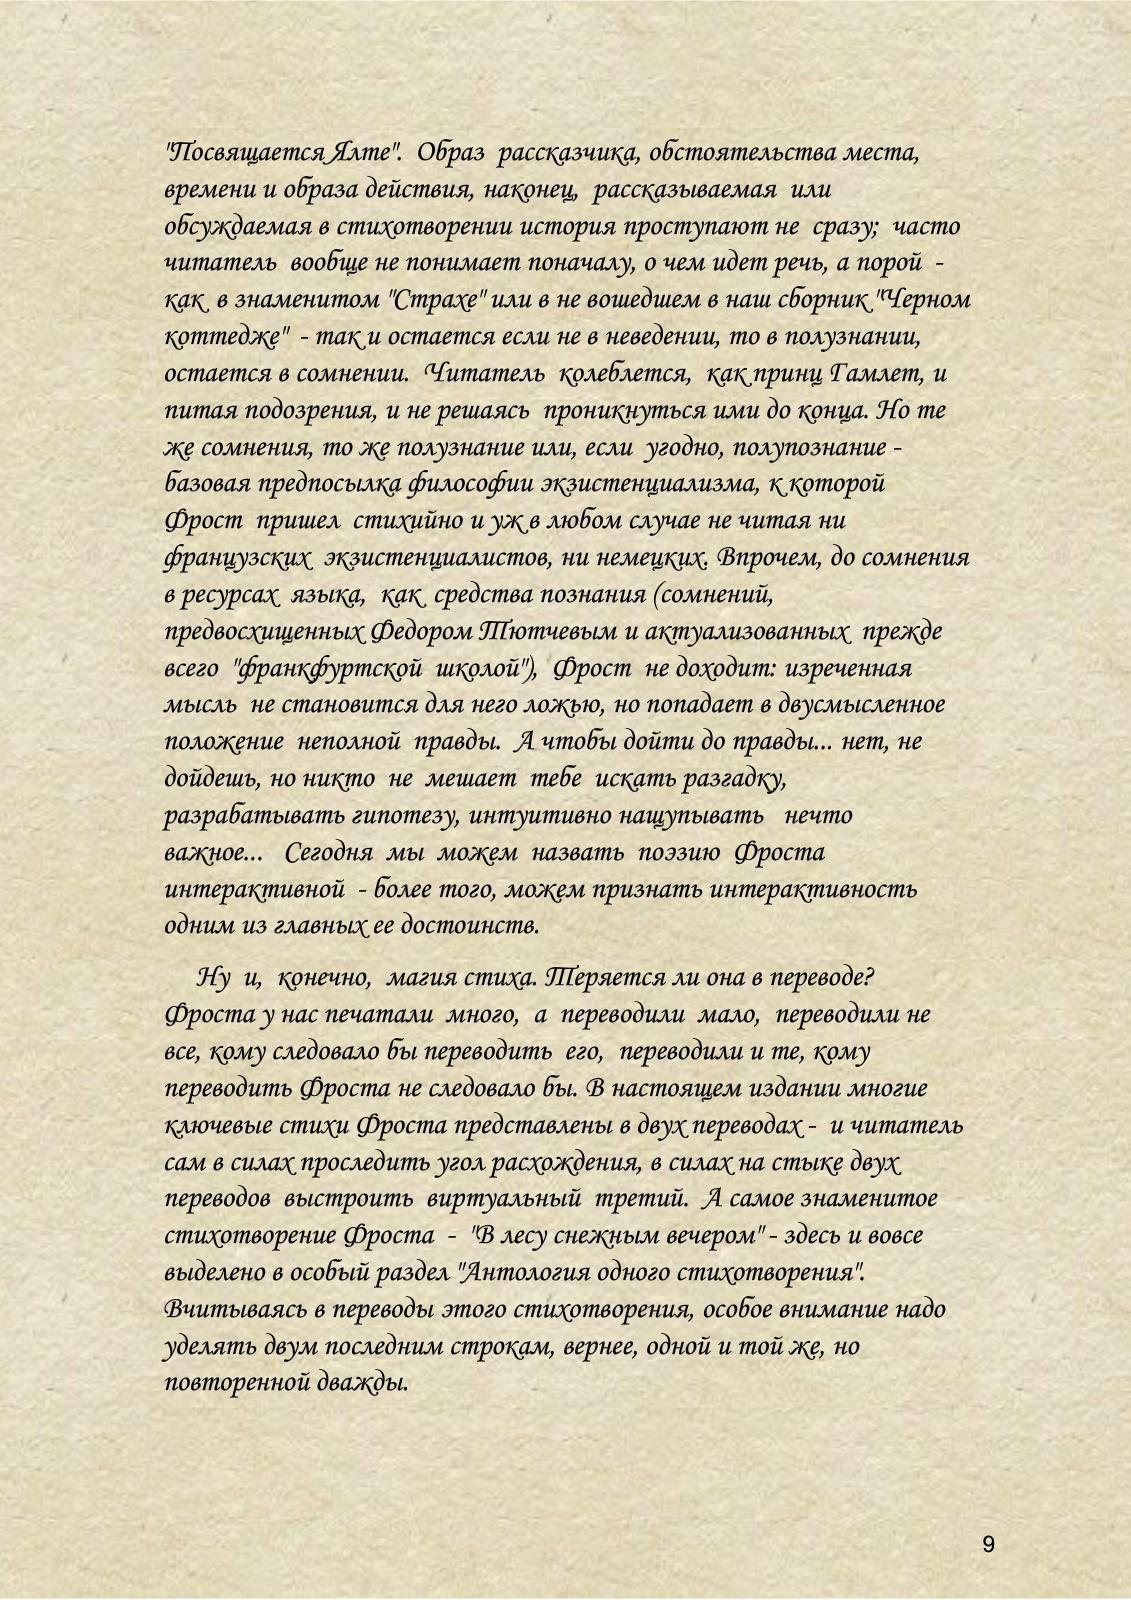 "Посвящается Ялте". Образ рассказчика, обстоятельства места,
времени и образа действия, наконец, рассказываемая или
обсуждаемая в стихотворении история проступают не сразу; часто
читатель вообще не понимает поначалу, о чем идет речь, а порой -
как в знаменитом "Страхе" или в не вошедшем в наш сборник "Черном
коттедже" - так и остается если не в неведении, то в полузнании,
остается в сомнении. Читатель колеблется, как принц Гамлет, и
питая подозрения, и не решаясь проникнуться ими до конца. Но те
же сомнения, то же полузнание или, если угодно, полупознание -
базовая предпосылка философии экзистенциализма, к которой
Фрост пришел стихийно и уж в любом случае не читая ни
французских экзистенциалистов, ни немецких. Впрочем, до сомнения
в ресурсах языка, как средства познания (сомнений,
предвосхищенных Федором Тютчевым и актуализованных прежде
всего "франкфуртской школой"), Фрост не доходит: изреченная
мысль не становится для него ложью, но попадает в двусмысленное
положение неполной правды. А чтобы дойти до правды... нет, не
дойдешь, но никто не мешает тебе искать разгадку,
разрабатывать гипотезу, интуитивно нащупывать нечто
важное... Сегодня мы можем назвать поэзию Фроста
интерактивной - более того, можем признать интерактивность
одним из главных ее достоинств.
Ну и, конечно, магия стиха. Теряется ли она в переводе?
Фроста у нас печатали много, а переводили мало, переводили не
все, кому следовало бы переводить его, переводили и те, кому
переводить Фроста не следовало бы. В настоящем издании многие
ключевые стихи Фроста представлены в двух переводах - и читатель
сам в силах проследить угол расхождения, в силах на стыке двух
переводов выстроить виртуальный третий. А самое знаменитое
стихотворение Фроста - "В лесу снежным вечером" - здесь и вовсе
выделено в особый раздел "Антология одного стихотворения".
Вчитываясь в переводы этого стихотворения, особое внимание надо
уделять двум последним строкам, вернее, одной и той же, но
повторенной дважды.
9